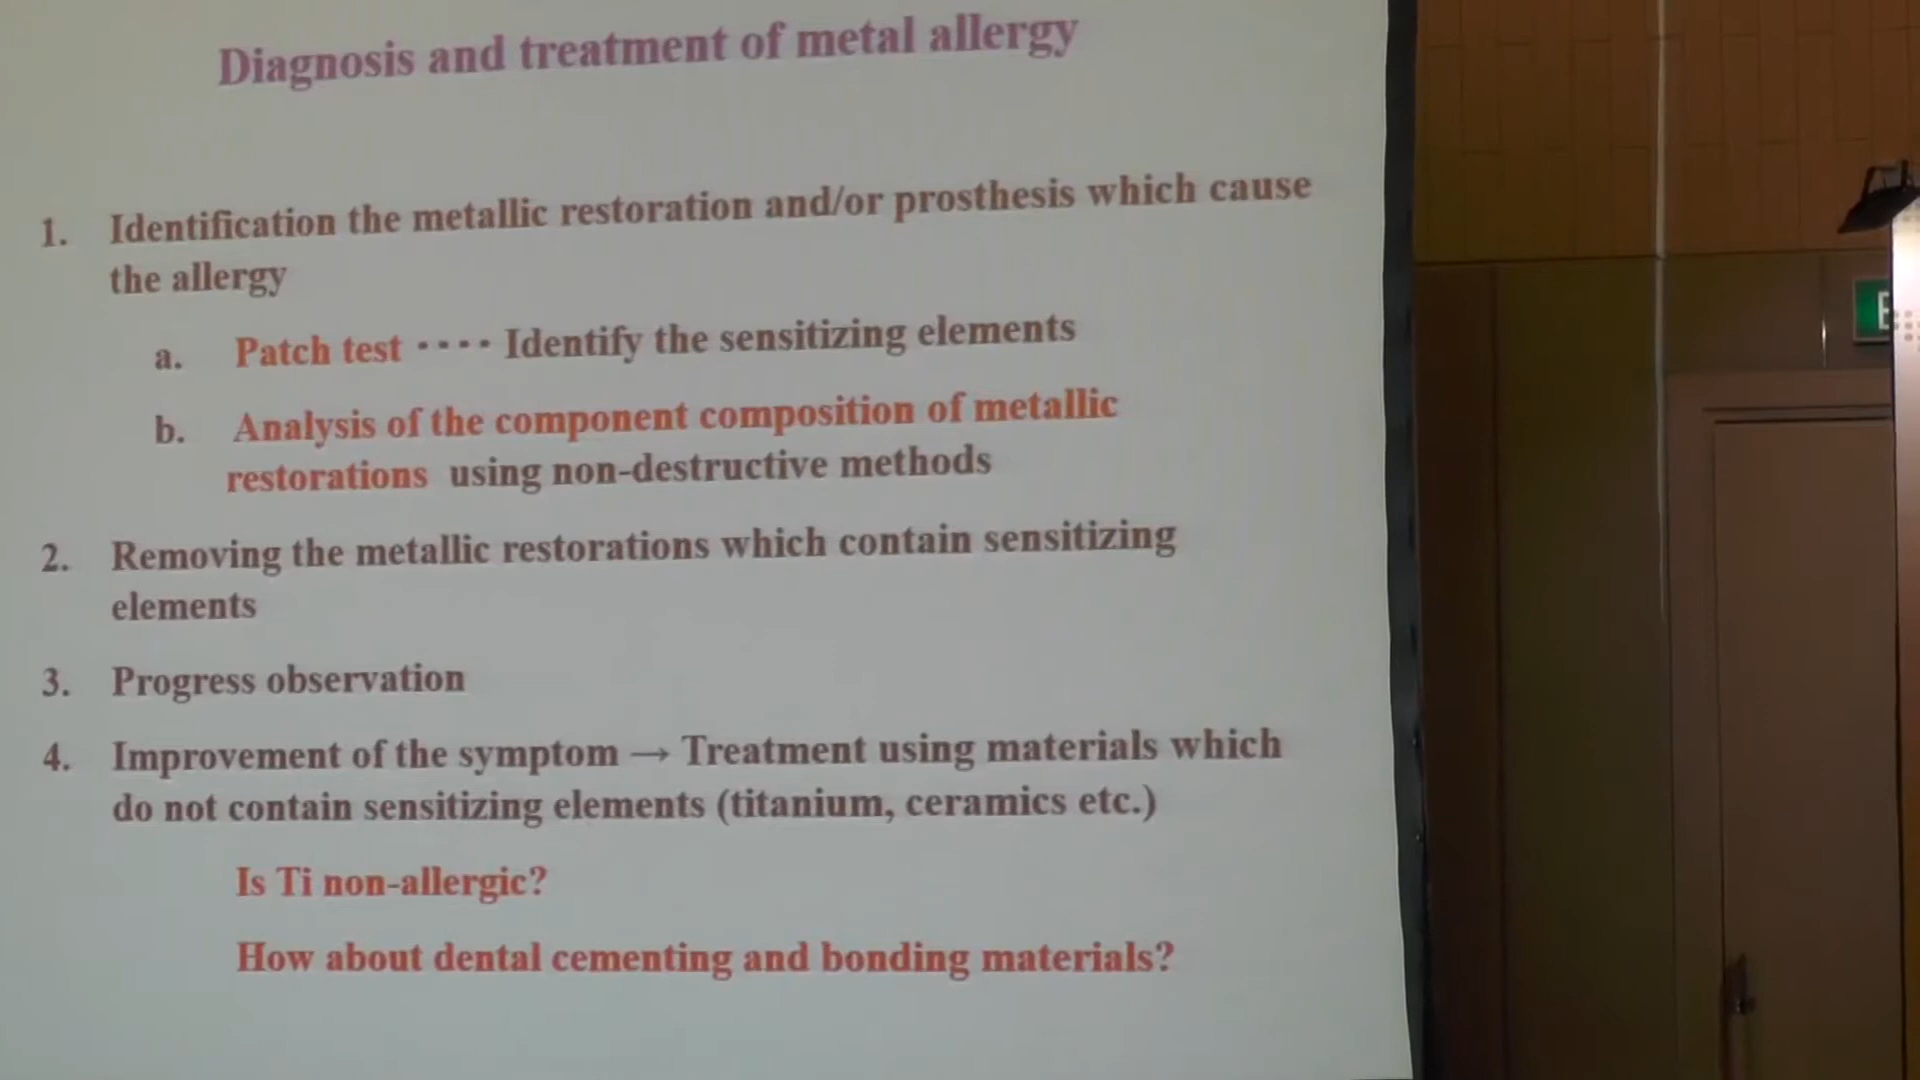 Diagnosis and treatment of metal allergy
1. Identification the metallic restoration and/or prosthesis which cause
the allergy
a. Patch test ···· Identify the sensitizing elements
b. Analysis of the component composition of metallic
restorations using non-destructive methods
2. Removing the metallic restorations which contain sensitizing
elements
3. Progress observation
4. Improvement of the symptom → Treatment using materials which
do not contain sensitizing elements (titanium, ceramics etc.)
Is Ti non-allergic?
How about dental cementing and bonding materials?